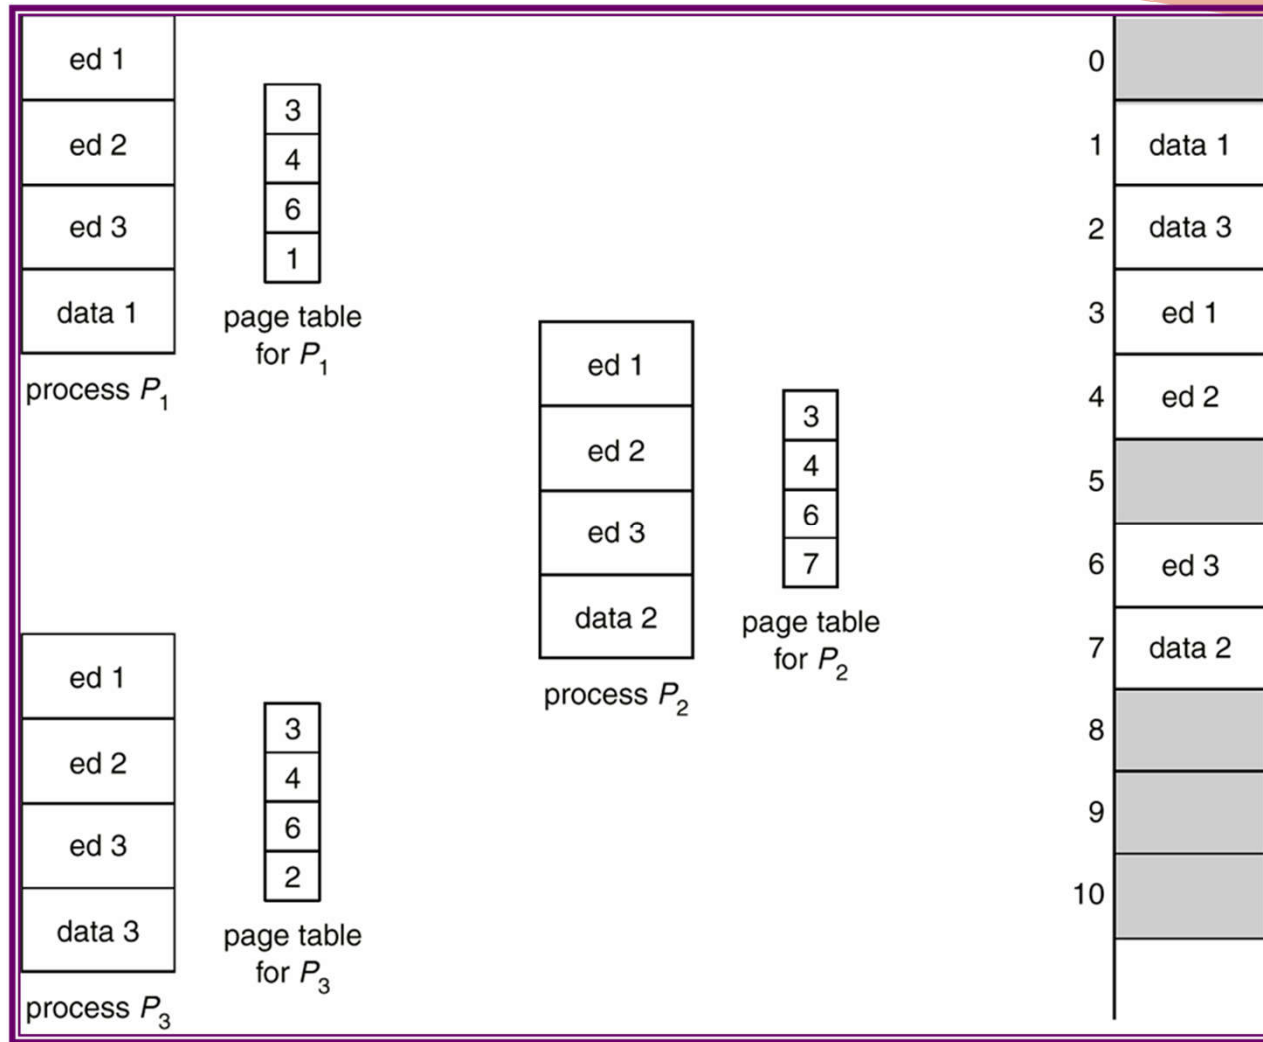 ed 1
ed 2
ed 3
data 1
process P1
3
4
6
1
page table
for P1
ed 1
ed 2
ed 3
data 2
process P2
3
4
6
7
page table
for P2
ed 1
ed 2
ed 3
data 3
process P3
3
4
6
2
page table
for P3
0
1 data 1
2 data 3
3 ed 1
4 ed 2
5
6 ed 3
7 data 2
8
9
10